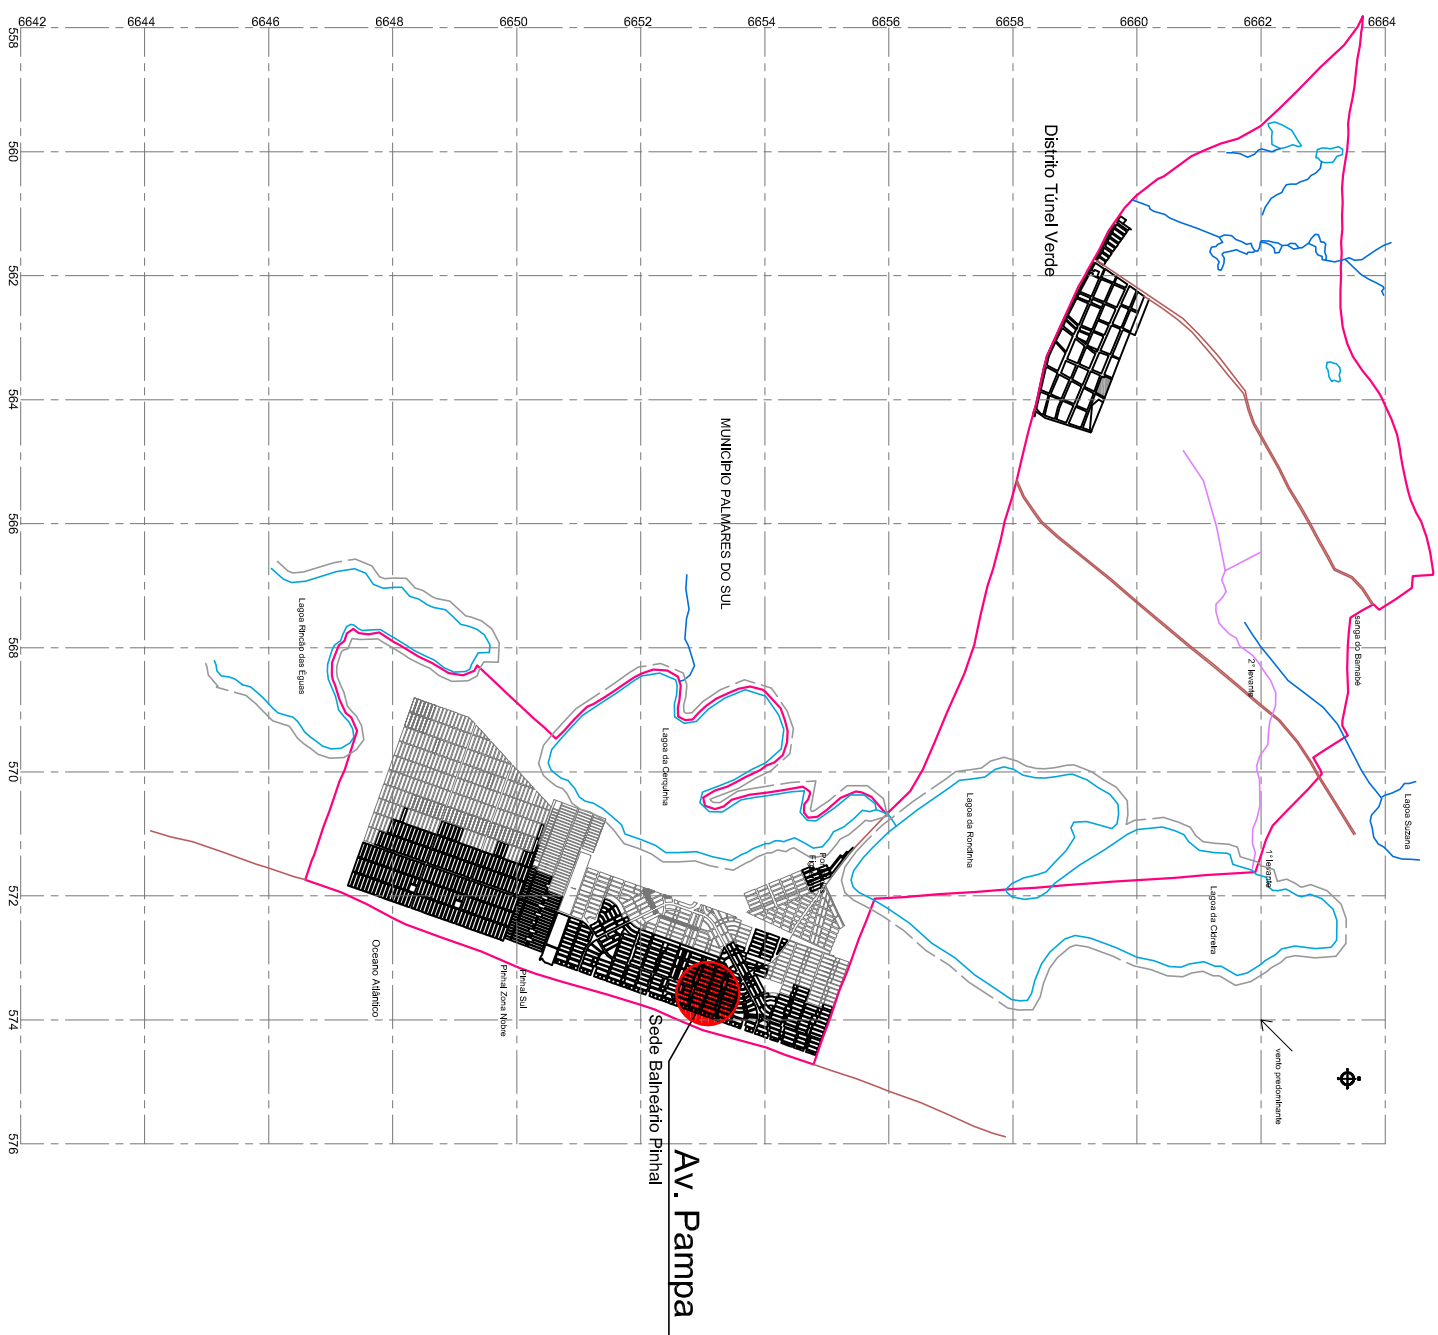 6642 6644 6646 6648 6650 6652 6654 6656 6658 6660 6662 6664
558
560
562
564
566
568
570
572
574
576
Distrito Túnel Verde
MUNICÍPIO PALMARES DO SUL
Lagoa Rincão das Éguas
Lagoa da Cerquinha
Lagoa da Rondinha
Lagoa da Cidreira
Lagoa Suzana
sanga do Barnabé
2° levante
1° levante
Oceano Atlântico
Pinhal Zona Nobre
Pinhal Sul
Sede Balneário Pinhal
vento predominante
Av. Pampa